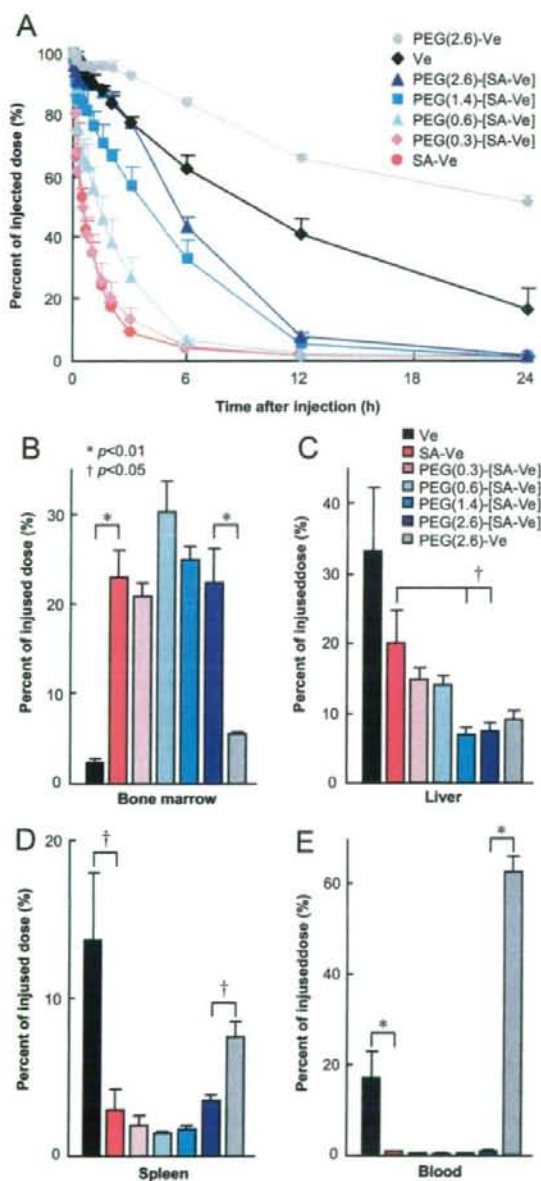 A
PEG(2.6)-Ve
Ve
PEG(2.6)-[SA-Ve]
PEG(1.4)-[SA-Ve]
PEG(0.6)-[SA-Ve]
PEG(0.3)-[SA-Ve]
SA-Ve
Percent of injected dose (%)
100
80
60
40
20
0
0 6 12 18 24
Time after injection (h)
B
* p<0.01
† p<0.05
* *
Percent of injused dose (%)
30
20
10
0
Bone marrow
C
Ve
SA-Ve
PEG(0.3)-[SA-Ve]
PEG(0.6)-[SA-Ve]
PEG(1.4)-[SA-Ve]
PEG(2.6)-[SA-Ve]
PEG(2.6)-Ve
†
Percent of injuseddose (%)
40
30
20
10
0
Liver
D
† †
Percent of injused dose (%)
20
10
0
Spleen
E
* *
Percent of injuseddose (%)
60
40
20
0
Blood